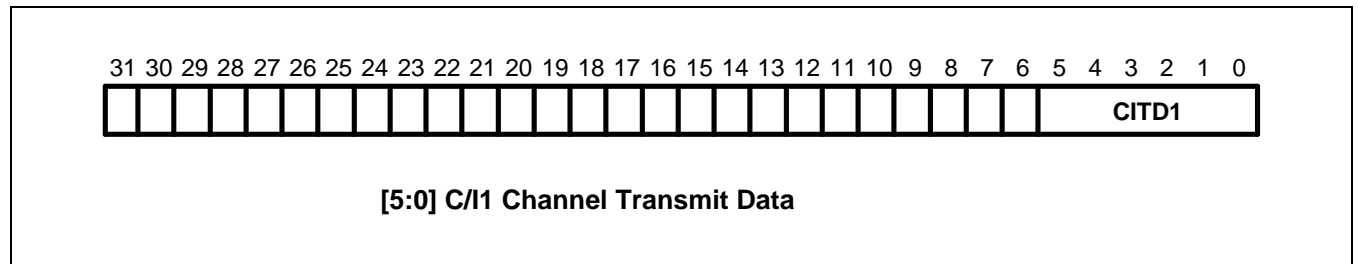 31 30 29 28 27 26 25 24 23 22 21 20 19 18 17 16 15 14 13 12 11 10 9 8 7 6 5 4 3 2 1 0
CITD1
[5:0] C/I1 Channel Transmit Data